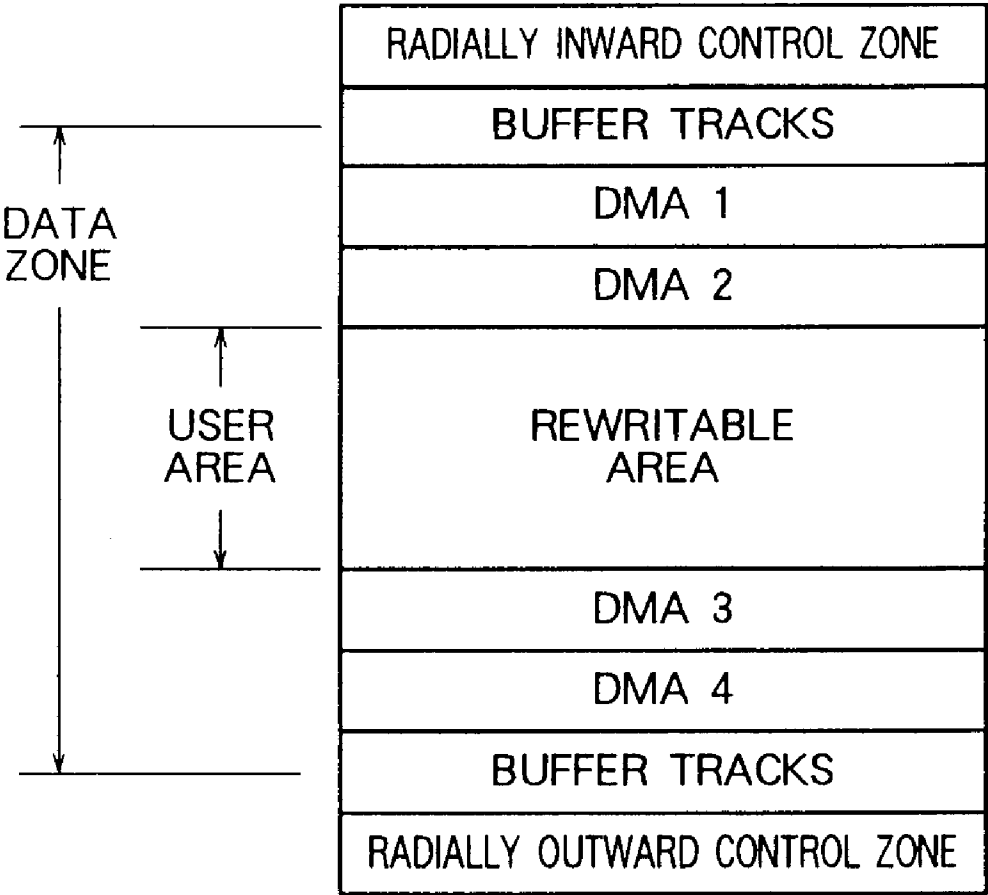 RADIALLY INWARD CONTROL ZONE
BUFFER TRACKS
DMA 1
DATA
ZONE
DMA 2
USER
AREA
REWRITABLE
AREA
DMA 3
DMA 4
BUFFER TRACKS
RADIALLY OUTWARD CONTROL ZONE